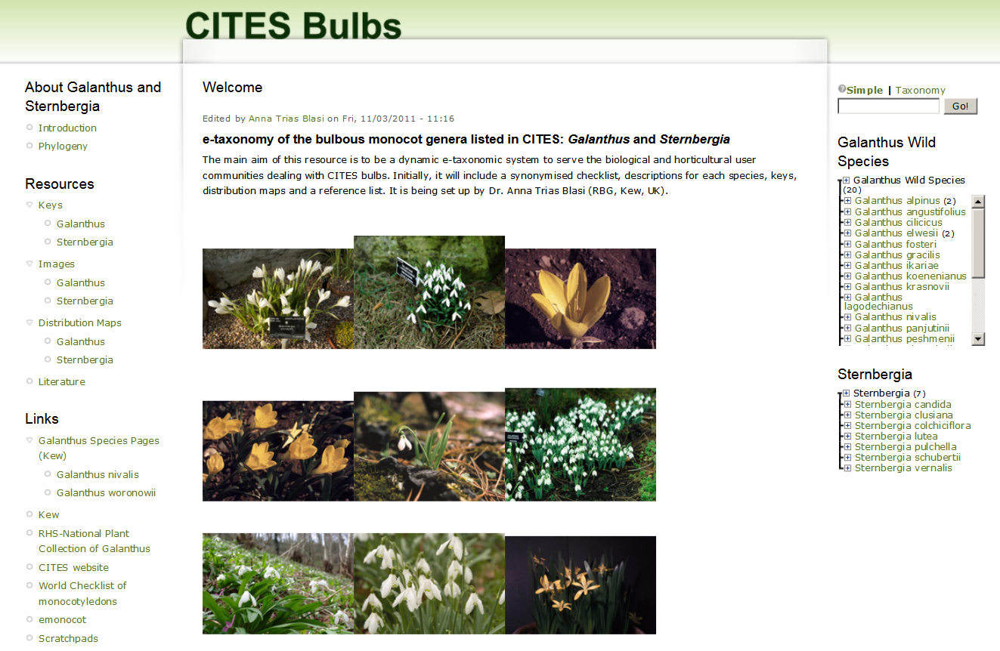 CITES Bulbs
About Galanthus and
Sternbergia
Introduction
Phylogeny
Resources
Keys
Galanthus
Sternbergia
Images
Galanthus
Sternbergia
Distribution Maps
Galanthus
Sternbergia
Literature
Links
Galanthus Species Pages
(Kew)
Galanthus nivalis
Galanthus woronowii
Kew
RHS-National Plant
Collection of Galanthus
CITES website
World Checklist of
monocotyledons
emonocot
Scratchpads
Welcome
Edited by Anna Trias Blasi on Fri, 11/03/2011 - 11:16
e-taxonomy of the bulbous monocot genera listed in CITES: Galanthus and Sternbergia
The main aim of this resource is to be a dynamic e-taxonomic system to serve the biological and horticultural user
communities dealing with CITES bulbs. Initially, it will include a synonymised checklist, descriptions for each species, keys,
distribution maps and a reference list. It is being set up by Dr. Anna Trias Blasi (RBG, Kew, UK).
Simple | Taxonomy
Go!
Galanthus Wild
Species
Galanthus Wild Species
(20)
Galanthus alpinus (2)
Galanthus angustifolius
Galanthus cilicicus
Galanthus elwesii (2)
Galanthus fosteri
Galanthus gracilis
Galanthus ikariae
Galanthus koenenianus
Galanthus krasnovii
Galanthus
lagodechianus
Galanthus nivalis
Galanthus panjutinii
Galanthus peshmenii
Sternbergia
Sternbergia (7)
Sternbergia candida
Sternbergia clusiana
Sternbergia colchiciflora
Sternbergia lutea
Sternbergia pulchella
Sternbergia schubertii
Sternbergia vernalis